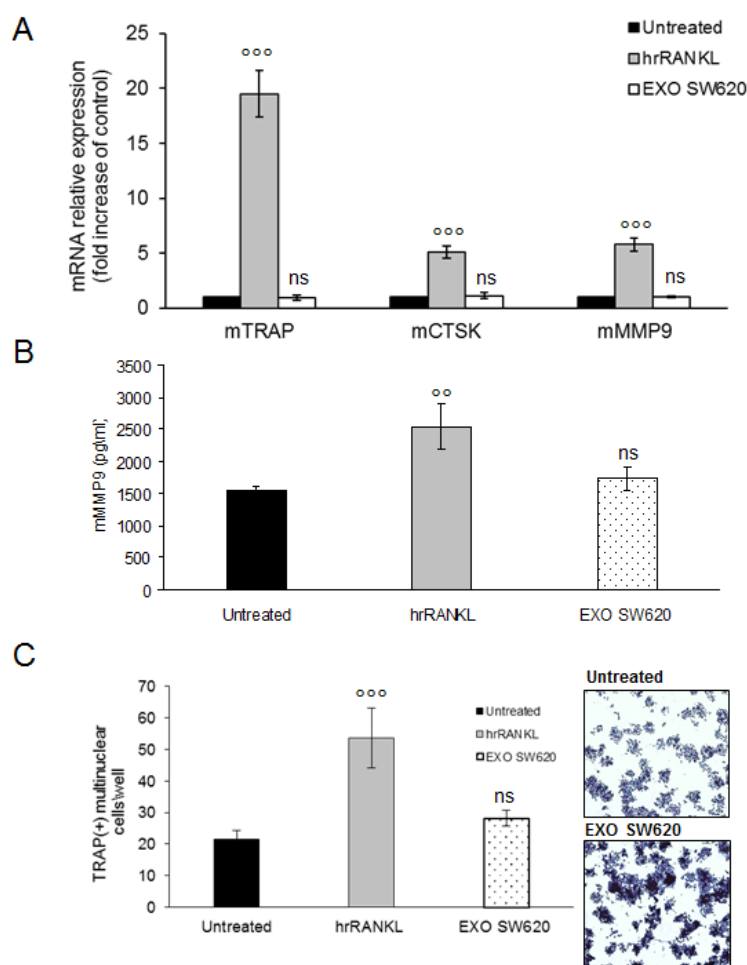 A
mRNA relative expression
(fold increase of control)
25
20
15
10
5
0
°°°
ns
°°°
ns
°°°
ns
mTRAP
mCTSK
mMMP9
Untreated
hrRANKL
EXO SW620
B
mMMP9 (pg\ml)
3500
3000
2500
2000
1500
1000
500
0
°°
ns
Untreated
hrRANKL
EXO SW620
C
TRAP(+) multinuclear
cells\well
70
60
50
40
30
20
10
0
°°°
ns
Untreated
hrRANKL
EXO SW620
Untreated
hrRANKL
EXO SW620
Untreated
EXO SW620